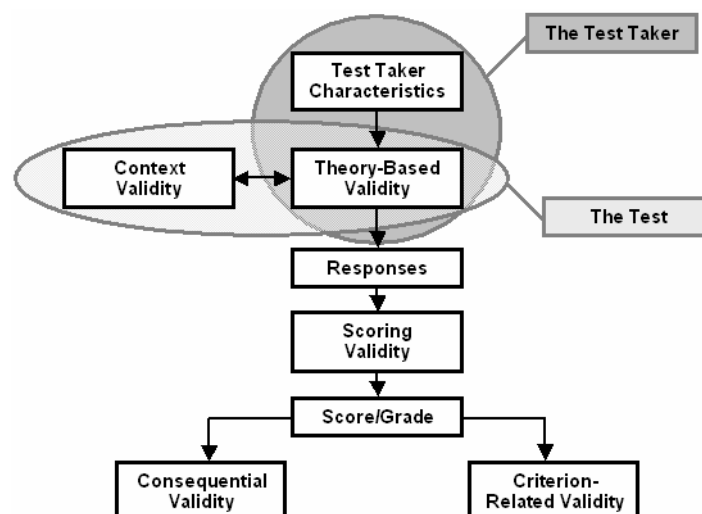 The Test Taker
Test Taker
Characteristics
Context
Validity
Theory-Based
Validity
The Test
Responses
Scoring
Validity
Score/Grade
Consequential
Validity
Criterion-
Related Validity